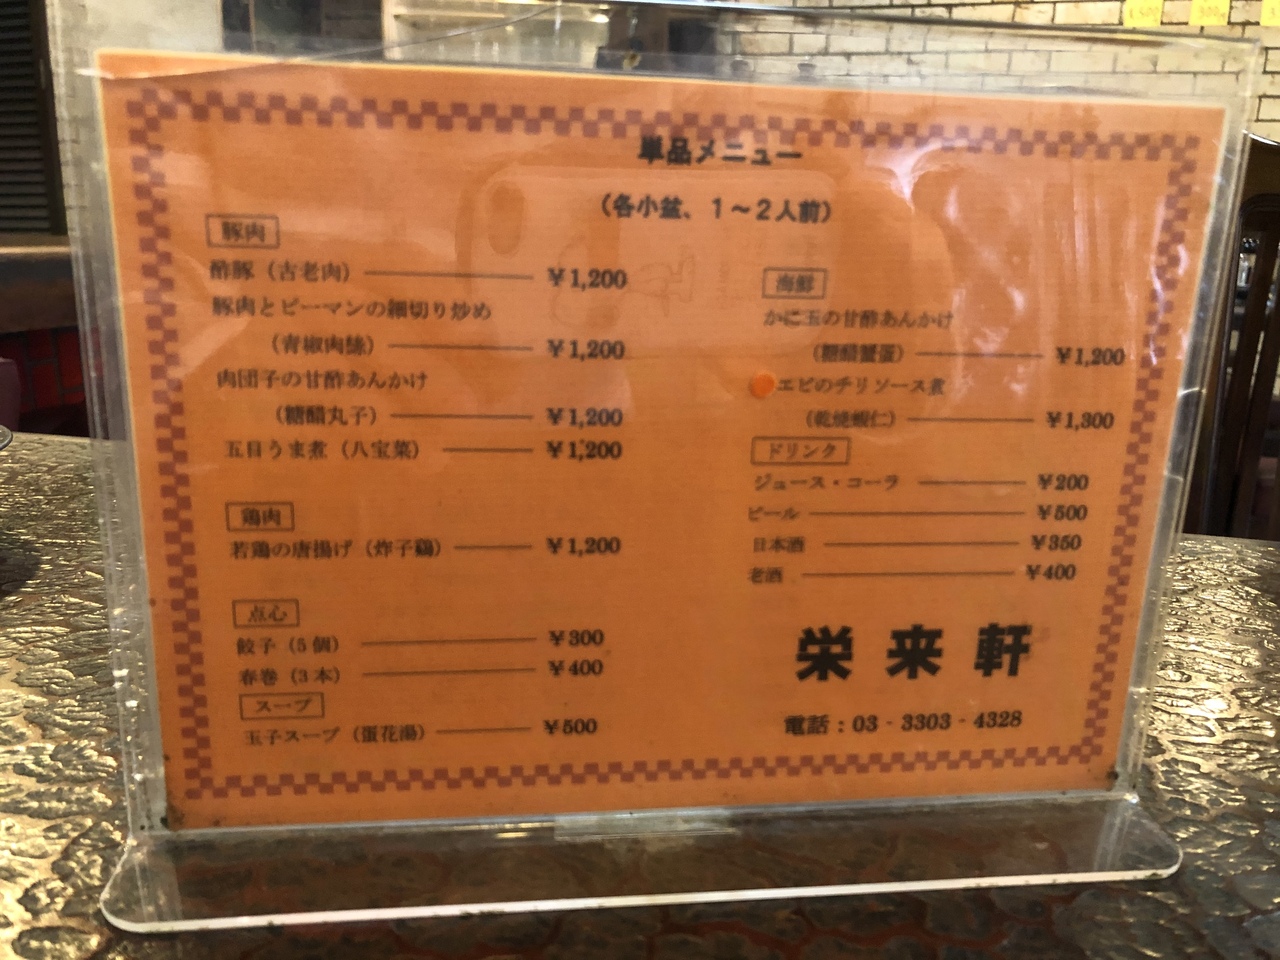 単品メニュー
(各小盆、1～2人前)
豚肉
酢豚(古老肉) ¥1,200
豚肉とピーマンの細切り炒め
(青椒肉絲) ¥1,200
肉団子の甘酢あんかけ
(糖醋丸子) ¥1,200
五目うま煮(八宝菜) ¥1,200
鶏肉
若鶏の唐揚げ(炸子鶏) ¥1,200
点心
餃子(5個) ¥300
春巻(3本) ¥400
スープ
玉子スープ(蛋花湯) ¥500
海鮮
かに玉の甘酢あんかけ
(糖醋蟹蛋) ¥1,200
エビのチリソース煮
(乾焼蝦仁) ¥1,300
ドリンク
ジュース・コーラ ¥200
ビール ¥500
日本酒 ¥350
老酒 ¥400
栄来軒
電話:03-3303-4328